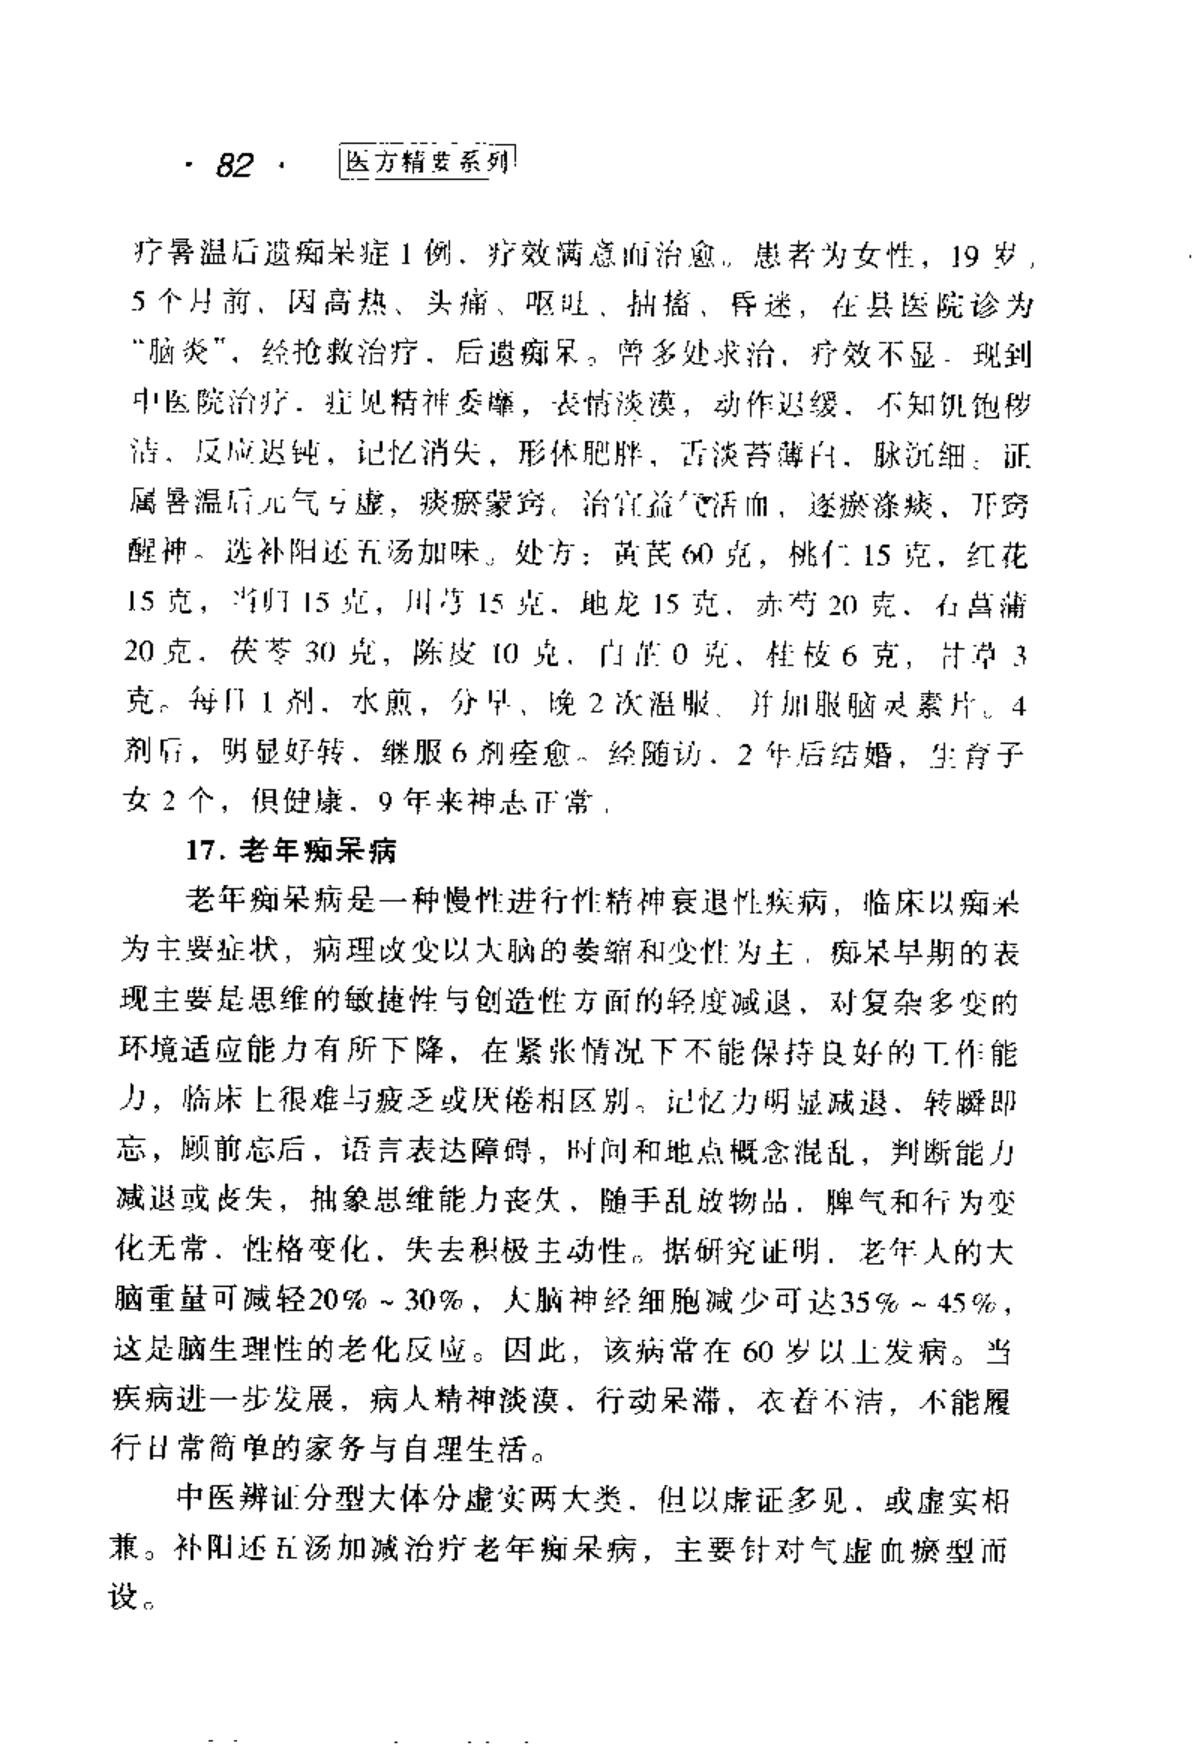 · 82 · 医方精要系列
疗暑温后遗痴呆症 1 例，疗效满意而治愈。患者为女性，19 岁，
5 个月前，因高热、头痛、呕吐、抽搐、昏迷，在县医院诊为
“脑炎”，经抢救治疗，后遗痴呆。曾多处求治，疗效不显。现到
中医院治疗。症见精神委靡，表情淡漠，动作迟缓，不知饥饱秽
洁，反应迟钝，记忆消失，形体肥胖，舌淡苔薄白，脉沉细。证
属暑温后元气亏虚，痰瘀蒙窍。治宜益气活血，逐瘀涤痰，开窍
醒神。选补阳还五汤加味。处方：黄芪 60 克，桃仁 15 克，红花
15 克，当归 15 克，川芎 15 克，地龙 15 克，赤芍 20 克，石菖蒲
20 克，茯苓 30 克，陈皮 10 克，白芷 0 克，桂枝 6 克，甘草 3
克。每日 1 剂，水煎，分早、晚 2 次温服，并加服脑灵素片。4
剂后，明显好转，继服 6 剂痊愈。经随访，2 年后结婚，生育子
女 2 个，俱健康，9 年来神志正常。
17. 老年痴呆病
老年痴呆病是一种慢性进行性精神衰退性疾病，临床以痴呆
为主要症状，病理改变以大脑的萎缩和变性为主。痴呆早期的表
现主要是思维的敏捷性与创造性方面的轻度减退，对复杂多变的
环境适应能力有所下降，在紧张情况下不能保持良好的工作能
力，临床上很难与疲乏或厌倦相区别。记忆力明显减退，转瞬即
忘，顾前忘后，语言表达障碍，时间和地点概念混乱，判断能力
减退或丧失，抽象思维能力丧失，随手乱放物品，脾气和行为变
化无常，性格变化，失去积极主动性。据研究证明，老年人的大
脑重量可减轻20%～30%，大脑神经细胞减少可达35%～45%，
这是脑生理性的老化反应。因此，该病常在 60 岁以上发病。当
疾病进一步发展，病人精神淡漠，行动呆滞，衣着不洁，不能履
行日常简单的家务与自理生活。
中医辨证分型大体分虚实两大类，但以虚证多见，或虚实相
兼。补阳还五汤加减治疗老年痴呆病，主要针对气虚血瘀型而
设。